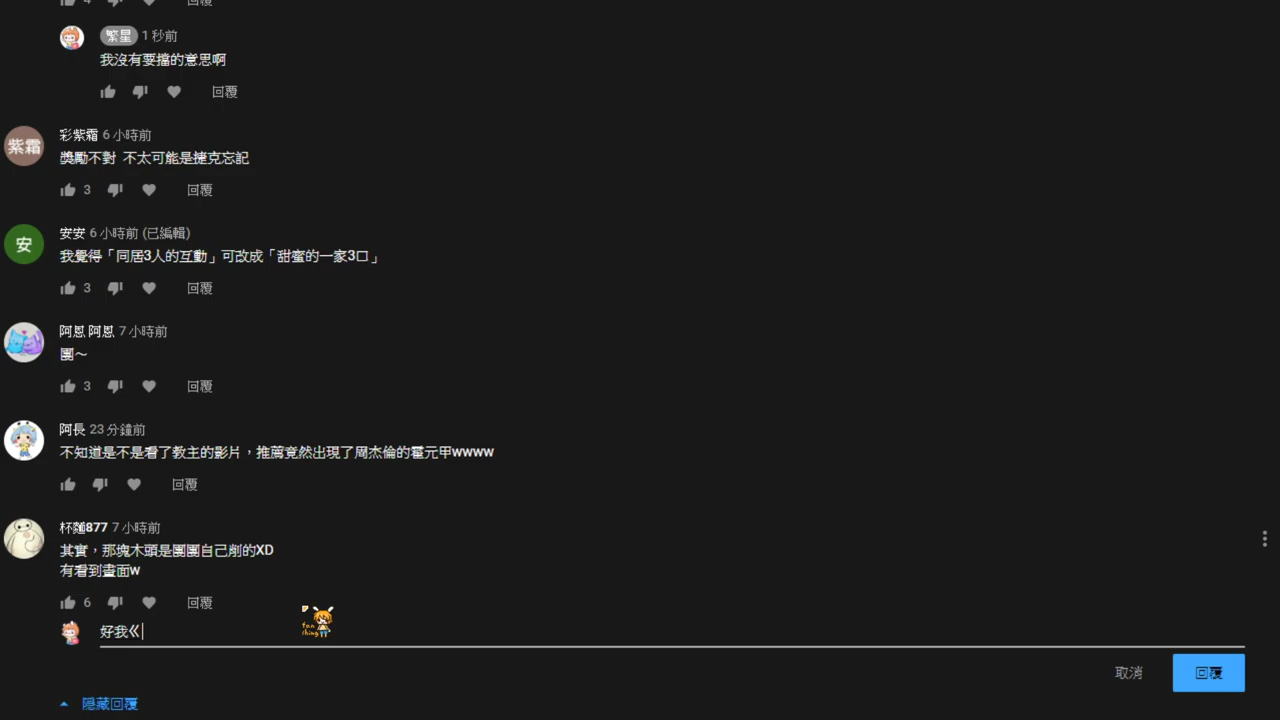 4 回覆
繁星 1 秒前
我沒有要擋的意思啊
回覆
紫霜
彩紫霜 6 小時前
獎勵不對 不太可能是捷克忘記
3 回覆
安
安安 6 小時前 (已編輯)
我覺得「同居3人的互動」可改成「甜蜜的一家3口」
3 回覆
阿恩阿恩 7 小時前
團～
3 回覆
阿長 23 分鐘前
不知道是不是看了教主的影片，推薦竟然出現了周杰倫的霍元甲wwww
回覆
杯麵877 7 小時前
其實，那塊木頭是團團自己削的XD
有看到畫面w
6 回覆
好我ㄍ
取消 回覆
隱藏回覆